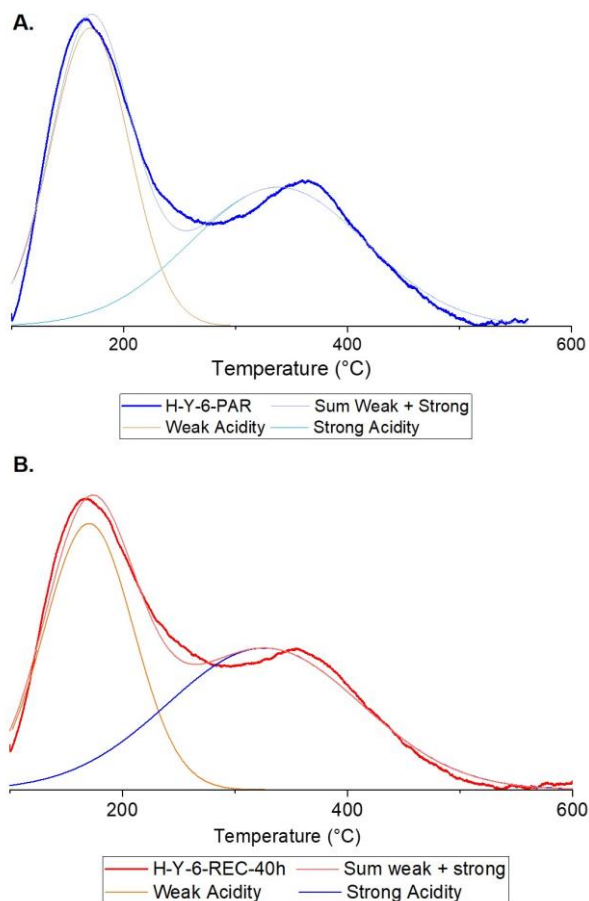 A.
200 400 600
Temperature (°C)
H-Y-6-PAR Sum Weak + Strong
Weak Acidity Strong Acidity
B.
200 400 600
Temperature (°C)
H-Y-6-REC-40h Sum weak + strong
Weak Acidity Strong Acidity